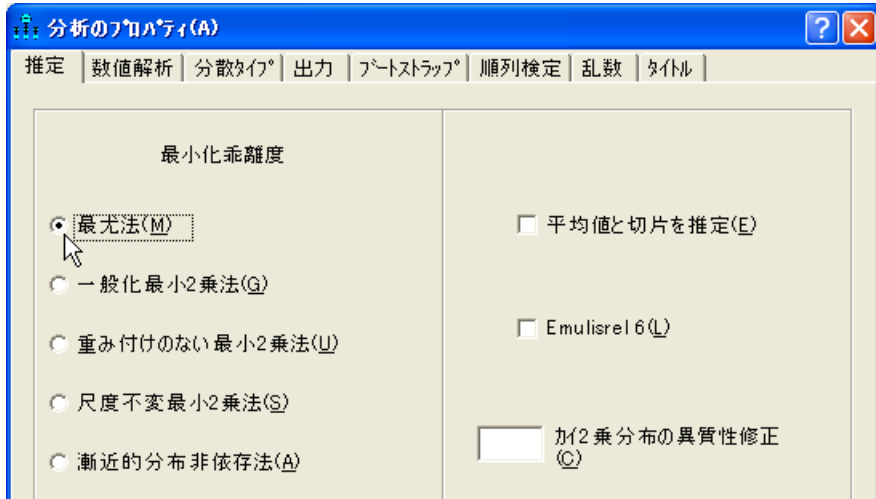 分析のﾌﾟﾛﾊﾟﾃｨ(A)
推定 数値解析 分散ﾀｲﾌﾟ 出力 ﾌﾞｰﾄｽﾄﾗｯﾌﾟ 順列検定 乱数 ﾀｲﾄﾙ
最小化乖離度
最尤法(M)
一般化最小2乗法(G)
重み付けのない最小2乗法(U)
尺度不変最小2乗法(S)
漸近的分布非依存法(A)
平均値と切片を推定(E)
Emulisrel 6(L)
ｶｲ2乗分布の異質性修正
(C)